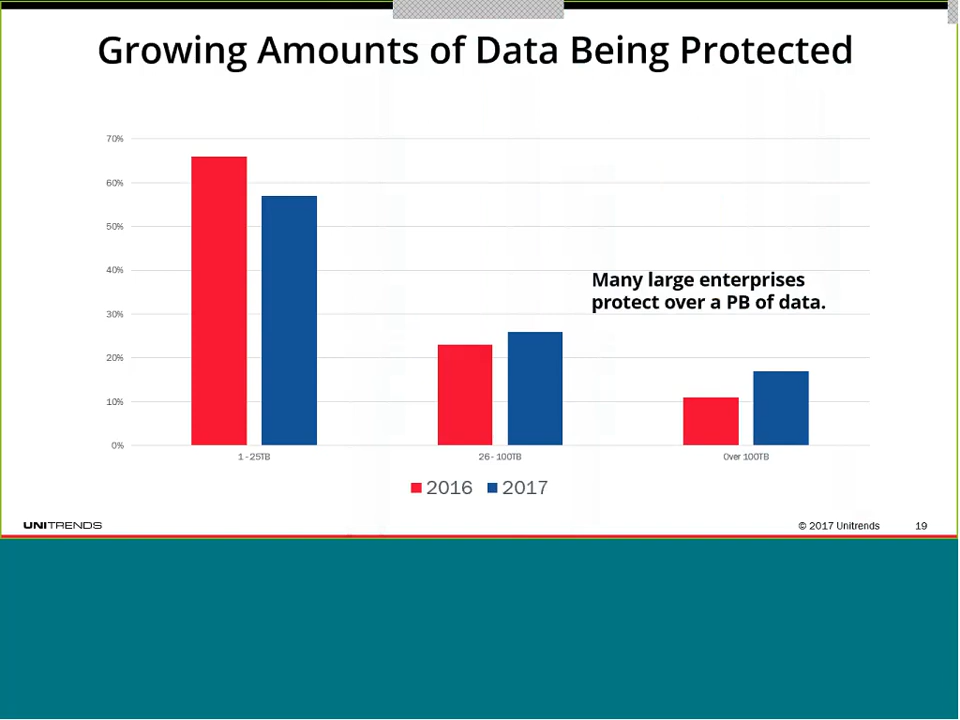 Growing Amounts of Data Being Protected
70%
60%
50%
40%
30%
20%
10%
0%
Many large enterprises
protect over a PB of data.
1 - 25TB
26 - 100TB
Over 100TB
2016 2017
UNITRENDS
© 2017 Unitrends 19